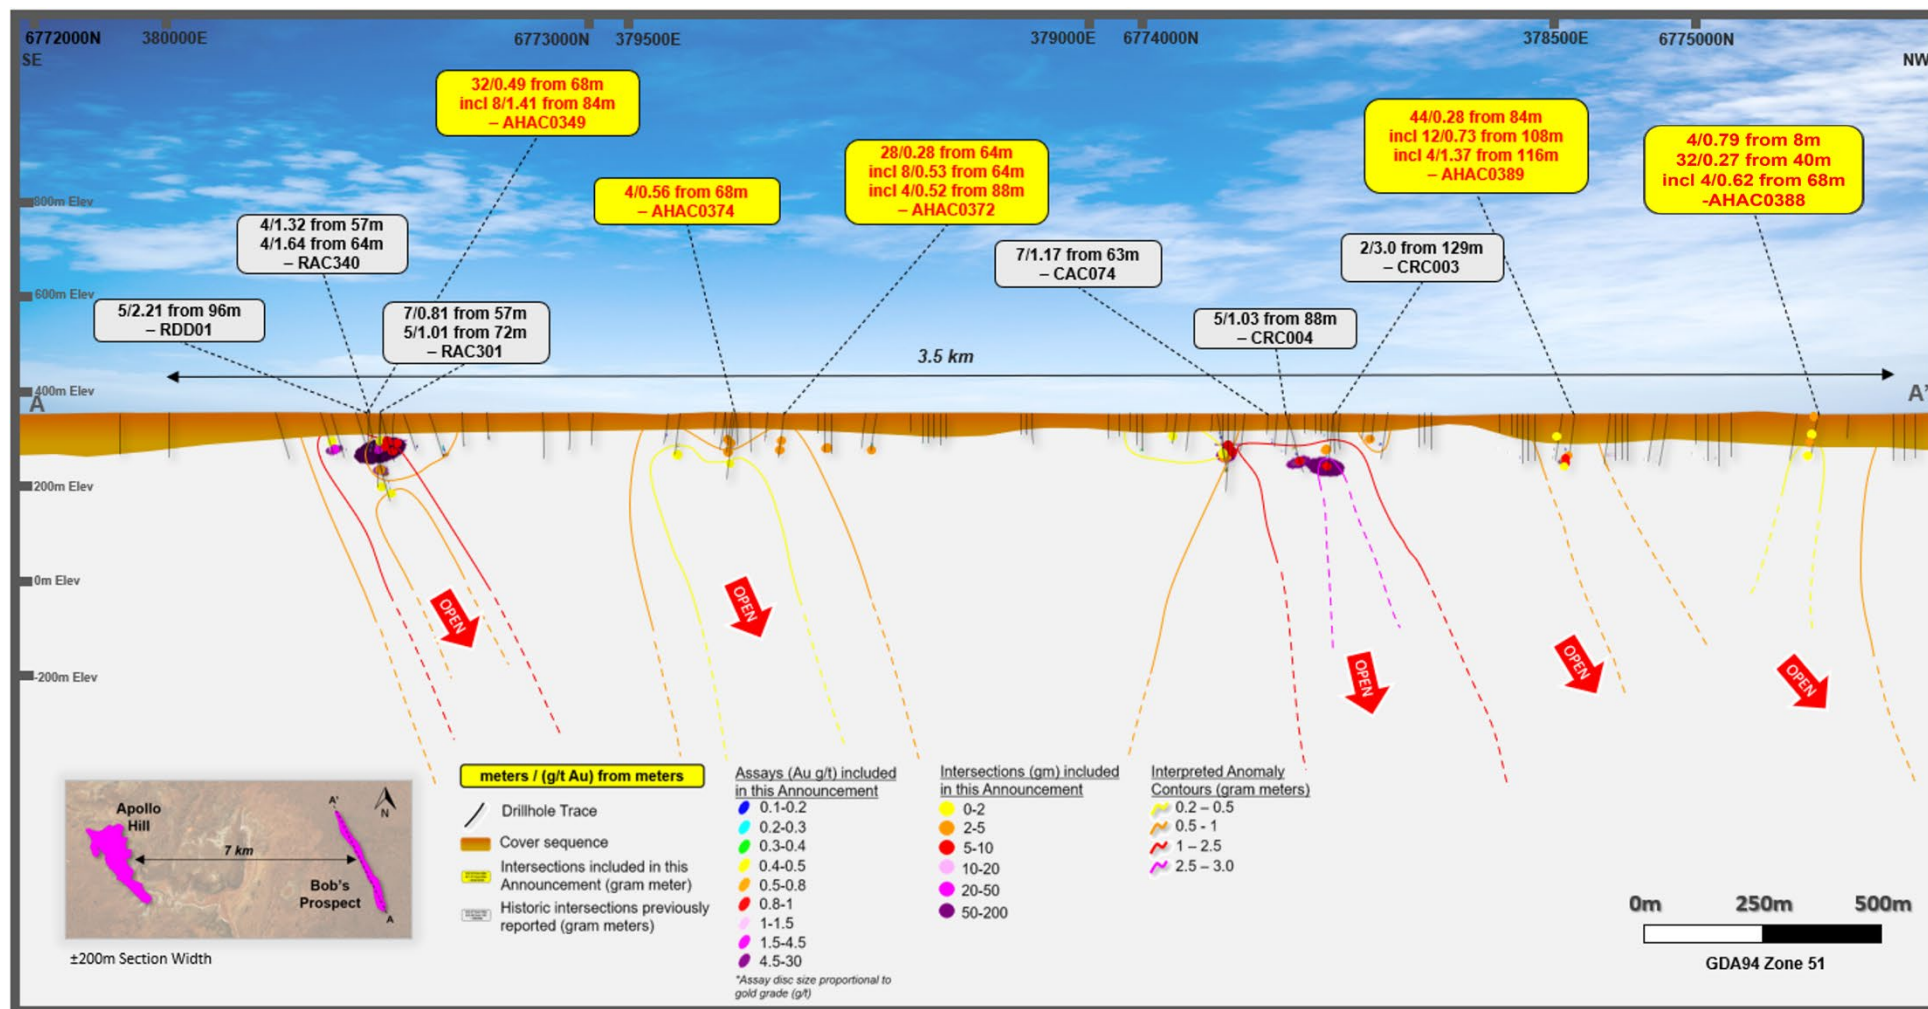 6772000N
380000E
6773000N
379500E
379000E
6774000N
378500E
6775000N
SE
NW
32/0.49 from 68m
incl 8/1.41 from 84m
– AHAC0349
44/0.28 from 84m
incl 12/0.73 from 108m
incl 4/1.37 from 116m
– AHAC0389
4/0.79 from 8m
32/0.27 from 40m
incl 4/0.62 from 68m
-AHAC0388
28/0.28 from 64m
incl 8/0.53 from 64m
incl 4/0.52 from 88m
– AHAC0372
4/0.56 from 68m
– AHAC0374
800m Elev
4/1.32 from 57m
4/1.64 from 64m
– RAC340
7/1.17 from 63m
– CAC074
2/3.0 from 129m
– CRC003
600m Elev
5/2.21 from 96m
– RDD01
7/0.81 from 57m
5/1.01 from 72m
– RAC301
5/1.03 from 88m
– CRC004
3.5 km
400m Elev
A
A'
200m Elev
0m Elev
OPEN
OPEN
OPEN
OPEN
OPEN
-200m Elev
meters / (g/t Au) from meters
Drillhole Trace
Cover sequence
Intersections included in this
Announcement (gram meter)
Historic intersections previously
reported (gram meters)
Assays (Au g/t) included
in this Announcement
0.1-0.2
0.2-0.3
0.3-0.4
0.4-0.5
0.5-0.8
0.8-1
1-1.5
1.5-4.5
4.5-30
*Assay disc size proportional to
gold grade (g/t)
Intersections (gm) included
in this Announcement
0-2
2-5
5-10
10-20
20-50
50-200
Interpreted Anomaly
Contours (gram meters)
0.2 – 0.5
0.5 - 1
1 – 2.5
2.5 – 3.0
Apollo
Hill
A'
N
7 km
Bob's
Prospect
A
±200m Section Width
0m
250m
500m
GDA94 Zone 51